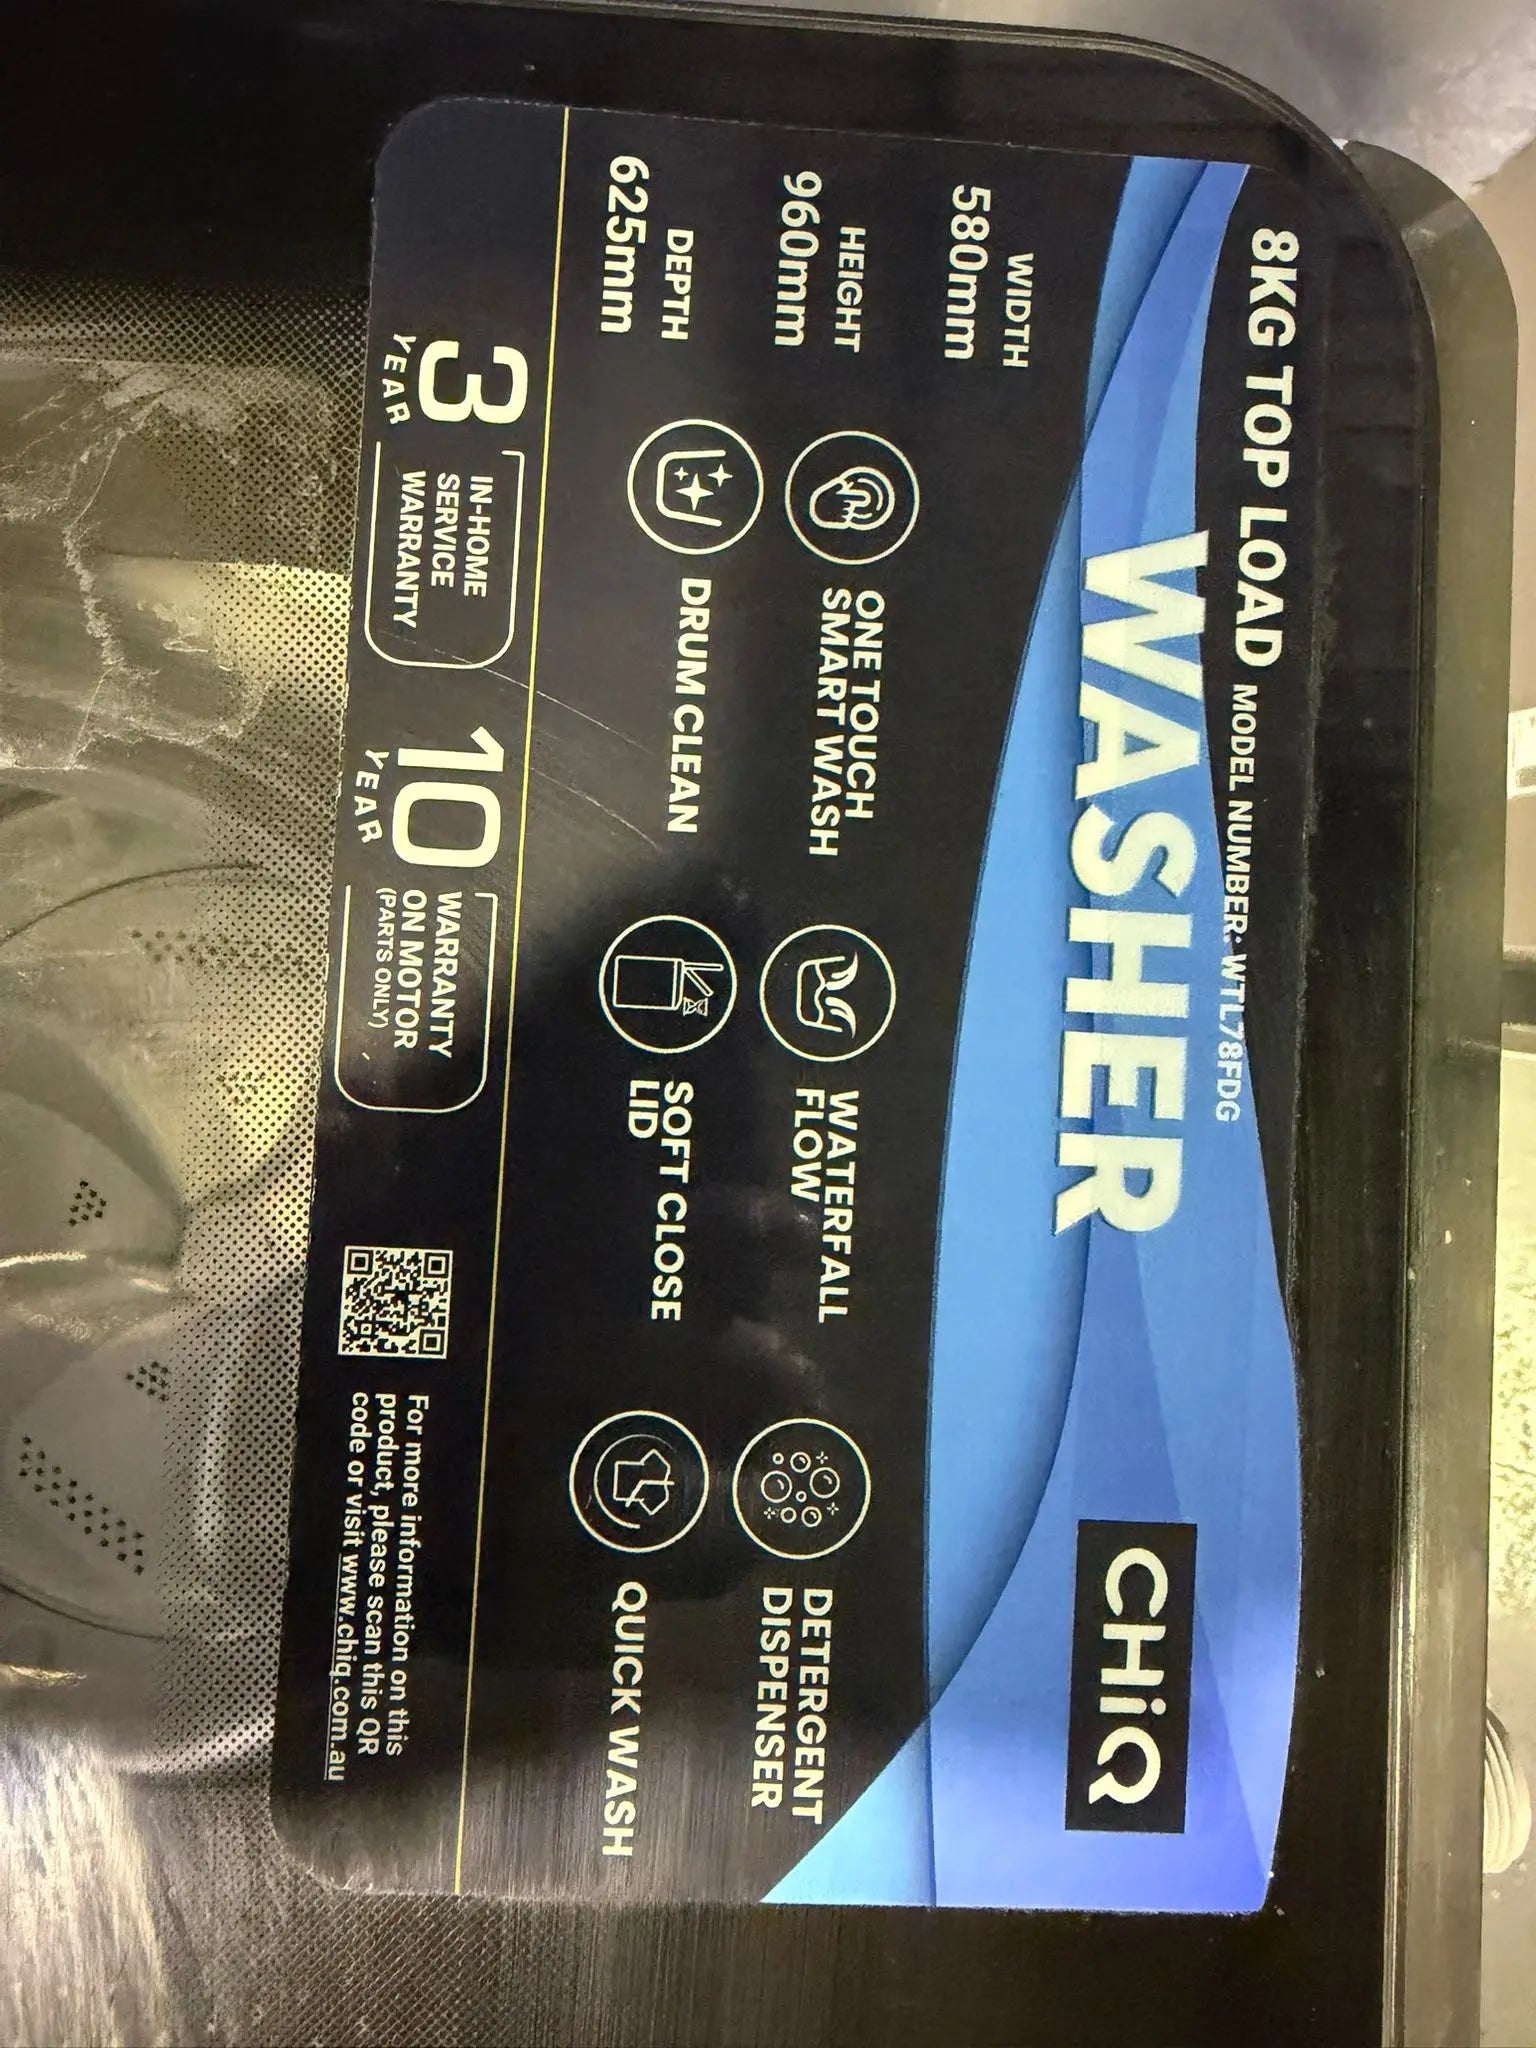 8KG TOP LOAD MODEL NUMBER: WTL78FDG
WASHER
CHiQ
WIDTH
580mm
HEIGHT
960mm
DEPTH
625mm
ONE TOUCH
SMART WASH
WATERFALL
FLOW
DETERGENT
DISPENSER
DRUM CLEAN
SOFT CLOSE
LID
QUICK WASH
3
YEAR
IN-HOME
SERVICE
WARRANTY
10
YEAR
WARRANTY
ON MOTOR
(PARTS ONLY)
For more information on this
product, please scan this QR
code or visit www.chiq.com.au